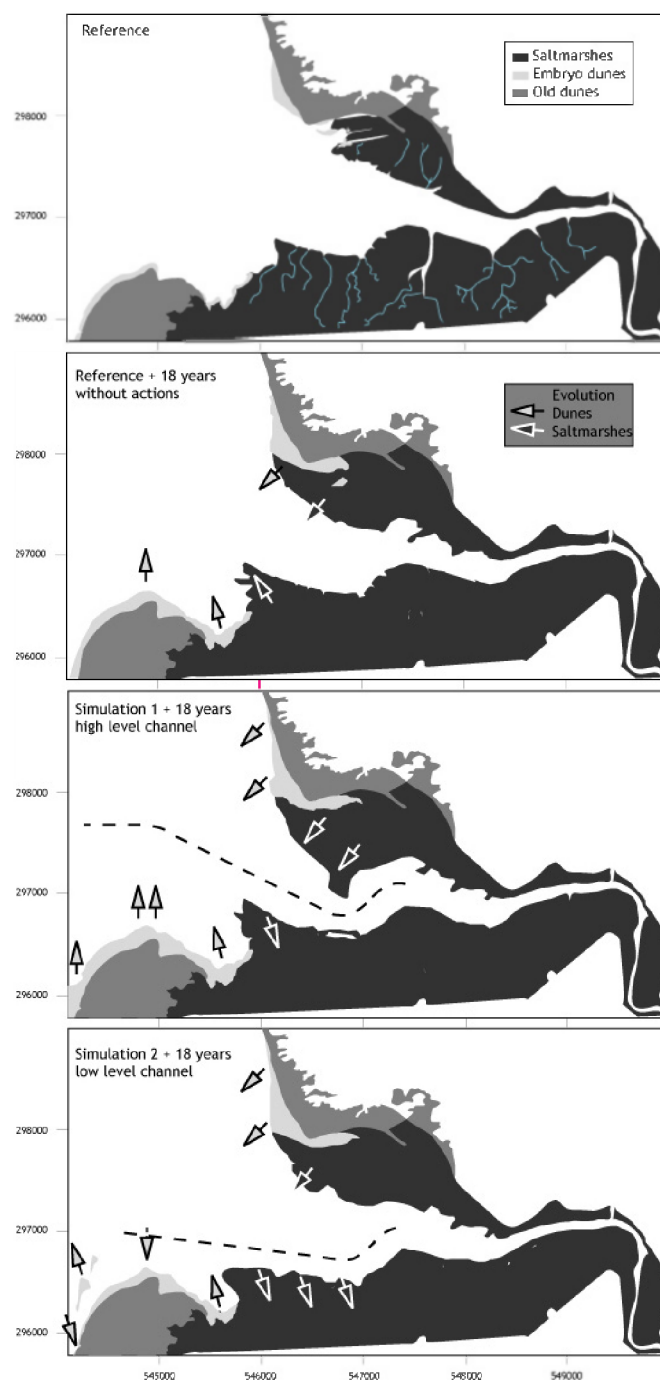 Reference
Saltmarshes
Embryo dunes
Old dunes
298000
297000
296000
Reference + 18 years
without actions
Evolution
Dunes
Saltmarshes
298000
297000
296000
Simulation 1 + 18 years
high level channel
298000
297000
296000
Simulation 2 + 18 years
low level channel
298000
297000
296000
545000 546000 547000 548000 549000